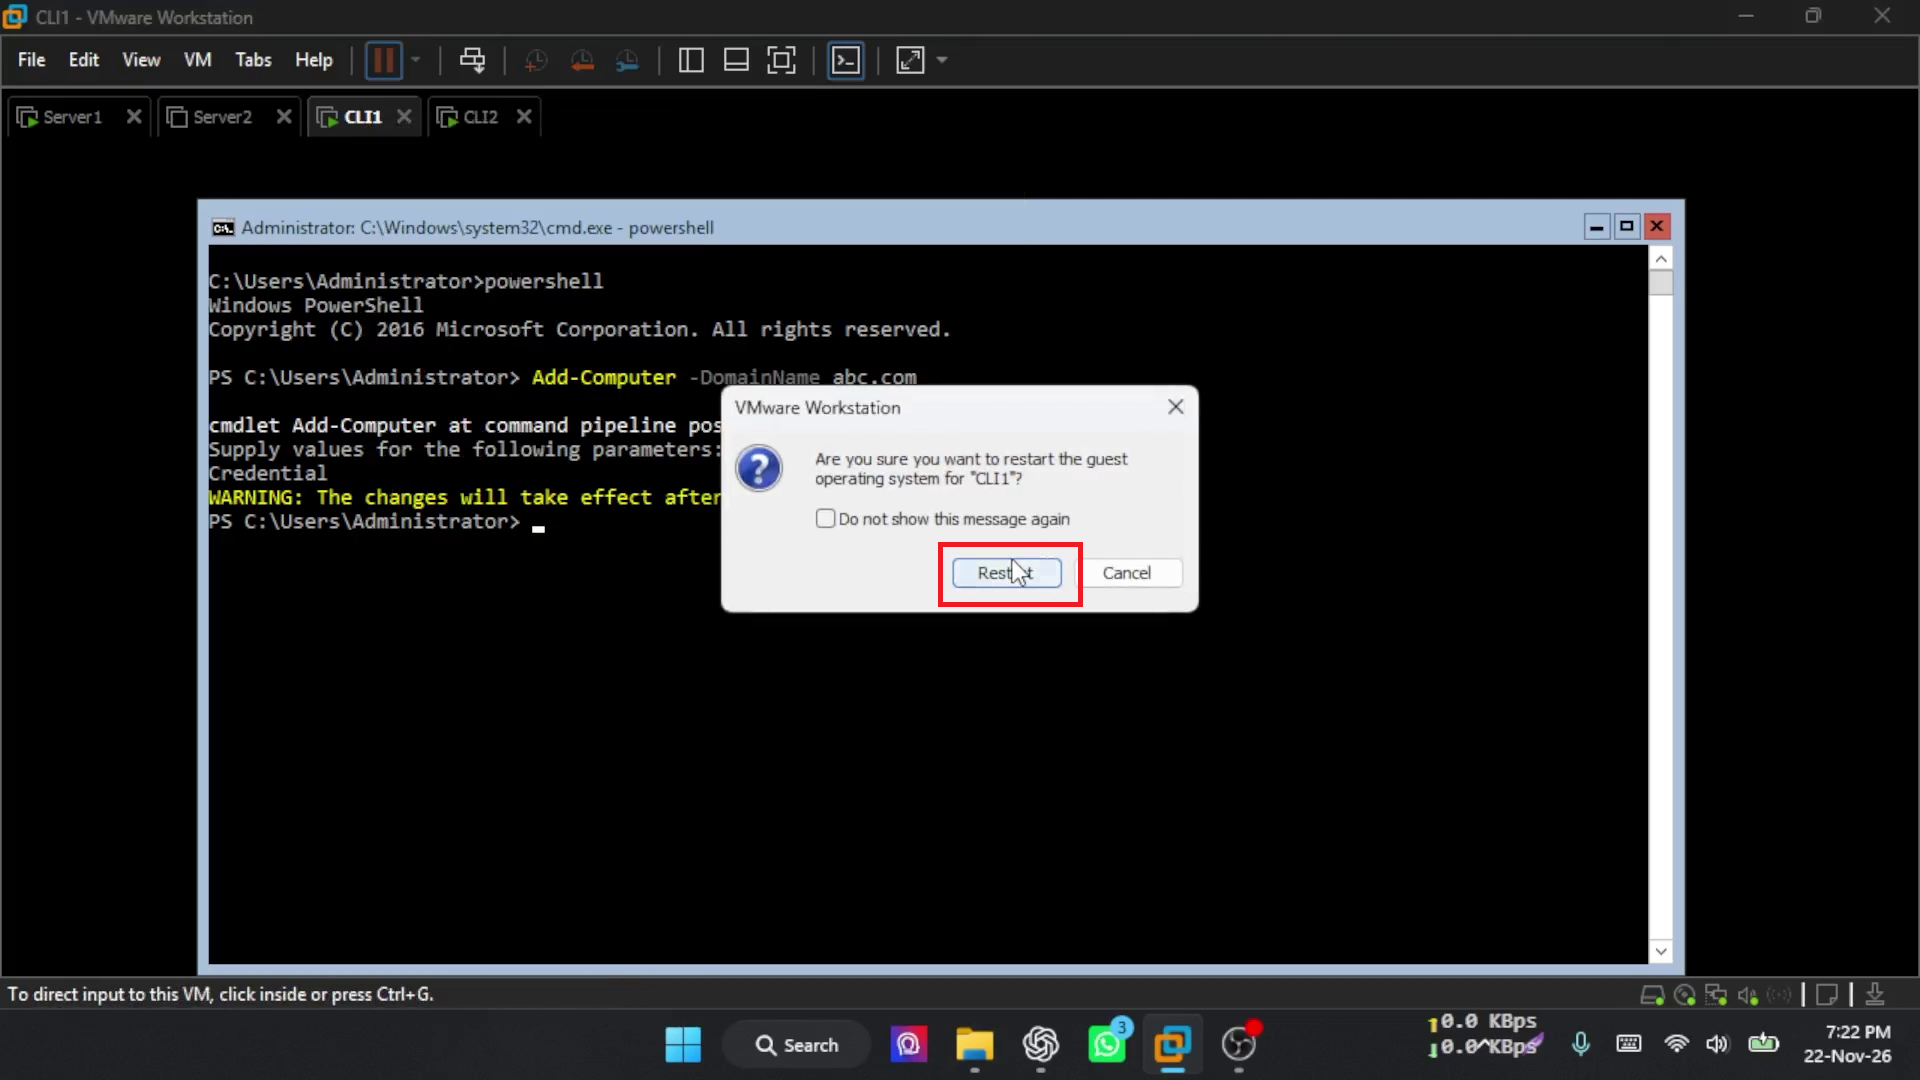 CLI1 - VMware Workstation
File Edit View VM Tabs Help
Server1 Server2 CLI1 CLI2
Administrator: C:\Windows\system32\cmd.exe - powershell
C:\Users\Administrator>powershell
Windows PowerShell
Copyright (C) 2016 Microsoft Corporation. All rights reserved.
PS C:\Users\Administrator> Add-Computer -DomainName abc.com
cmdlet Add-Computer at command pipeline pos
Supply values for the following parameters:
Credential
WARNING: The changes will take effect after
PS C:\Users\Administrator>
VMware Workstation
Are you sure you want to restart the guest
operating system for "CLI1"?
Do not show this message again
Restart Cancel
To direct input to this VM, click inside or press Ctrl+G.
Search
3
0.0 KBps
0.0 KBps
7:22 PM
22-Nov-26